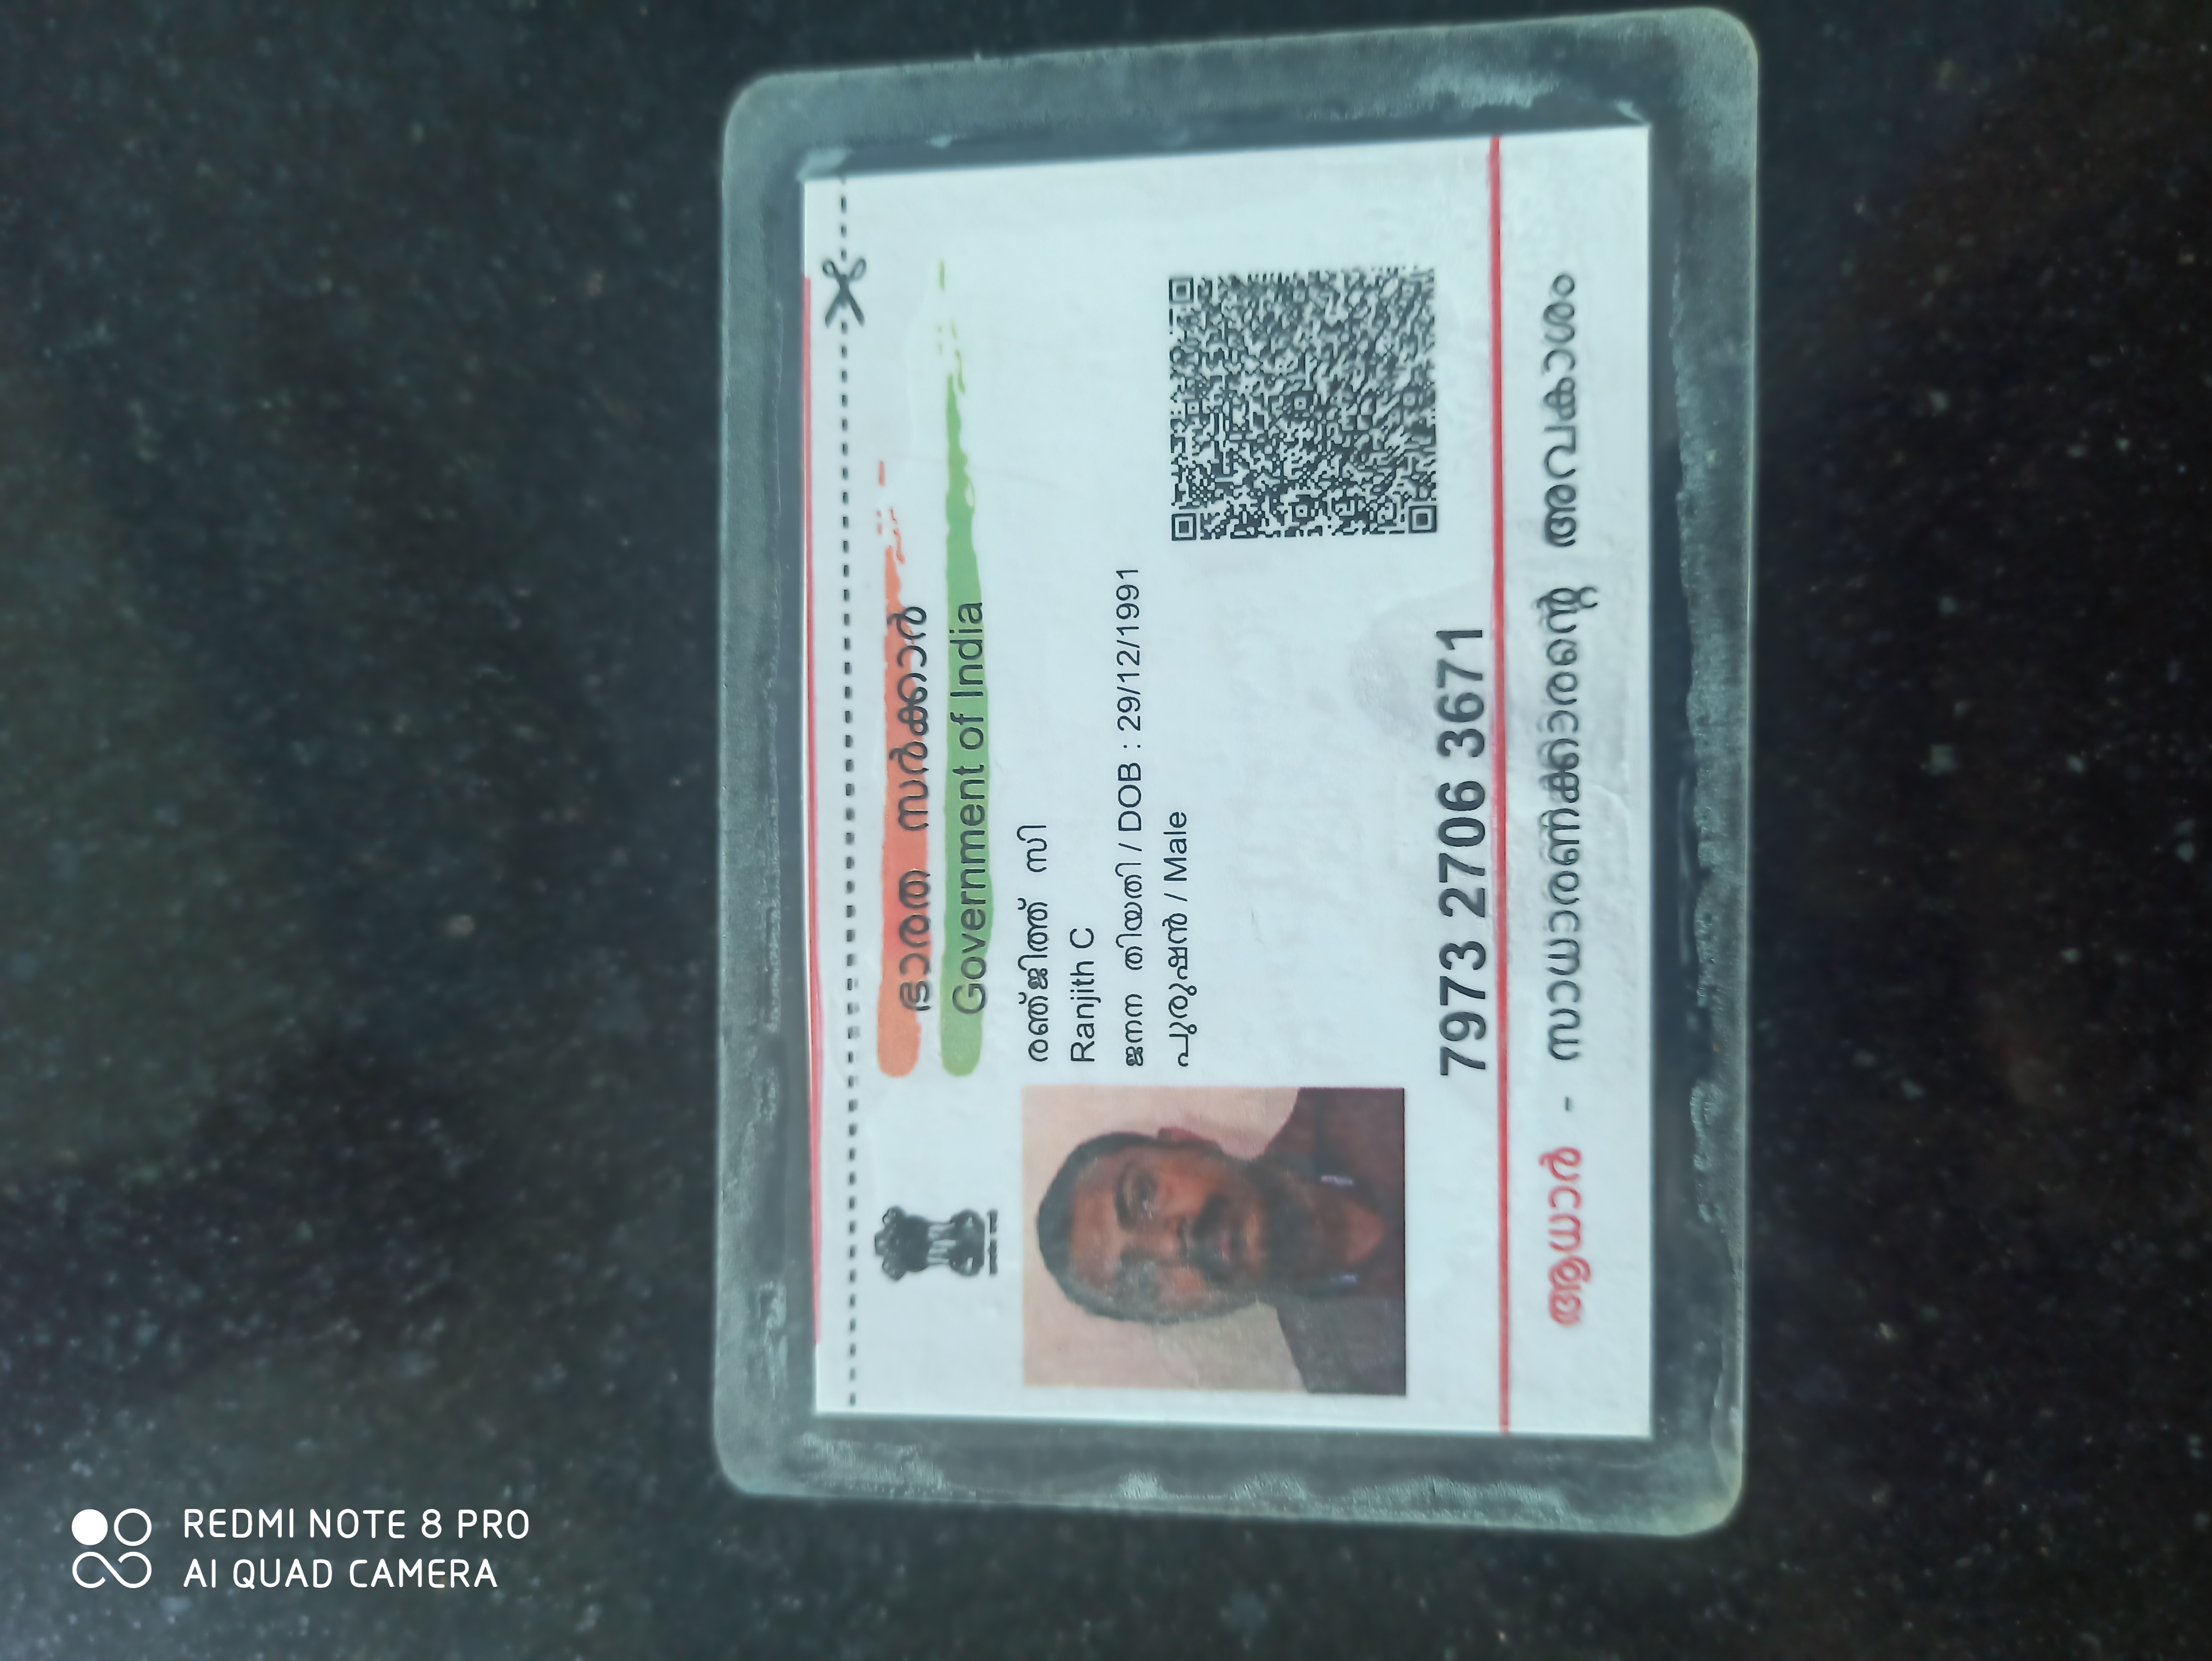 ഭാരത സർക്കാർ
Government of India
രഞ്ജിത്ത് സി
Ranjith C
ജനന തിയതി / DOB : 29/12/1991
പുരുഷൻ / Male
7973 2706 3671
ആധാർ - സാധാരണക്കാരന്റെ അവകാശം
REDMI NOTE 8 PRO
AI QUAD CAMERA